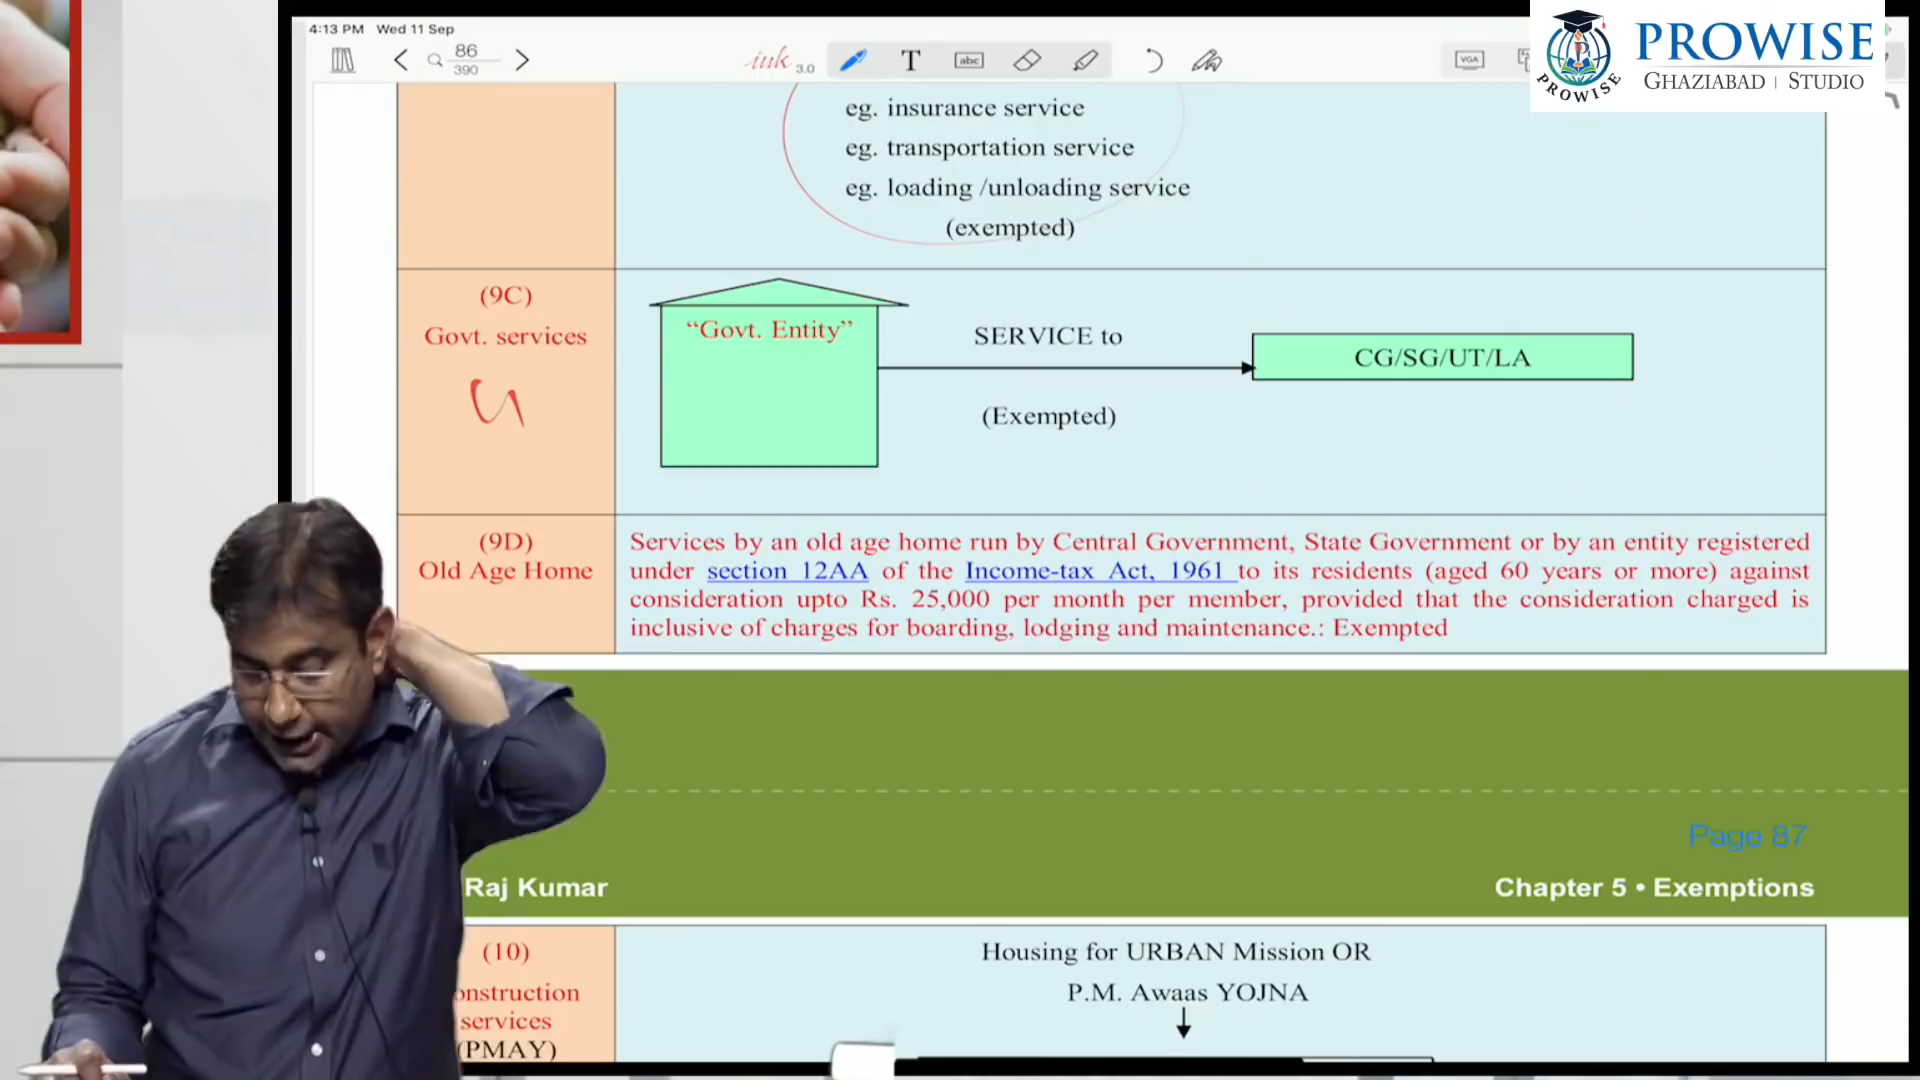 4:13 PM Wed 11 Sep
86
390
ink 3.0
T
abc
VGA
PROWISE
PROWISE
GHAZIABAD | STUDIO
eg. insurance service
eg. transportation service
eg. loading /unloading service
(exempted)
(9C)
Govt. services
“Govt. Entity”
SERVICE to
(Exempted)
CG/SG/UT/LA
(9D)
Old Age Home
Services by an old age home run by Central Government, State Government or by an entity registered
under section 12AA of the Income-tax Act, 1961 to its residents (aged 60 years or more) against
consideration upto Rs. 25,000 per month per member, provided that the consideration charged is
inclusive of charges for boarding, lodging and maintenance.: Exempted
Page 87
Raj Kumar
Chapter 5 • Exemptions
(10)
onstruction
services
(PMAY)
Housing for URBAN Mission OR
P.M. Awaas YOJNA